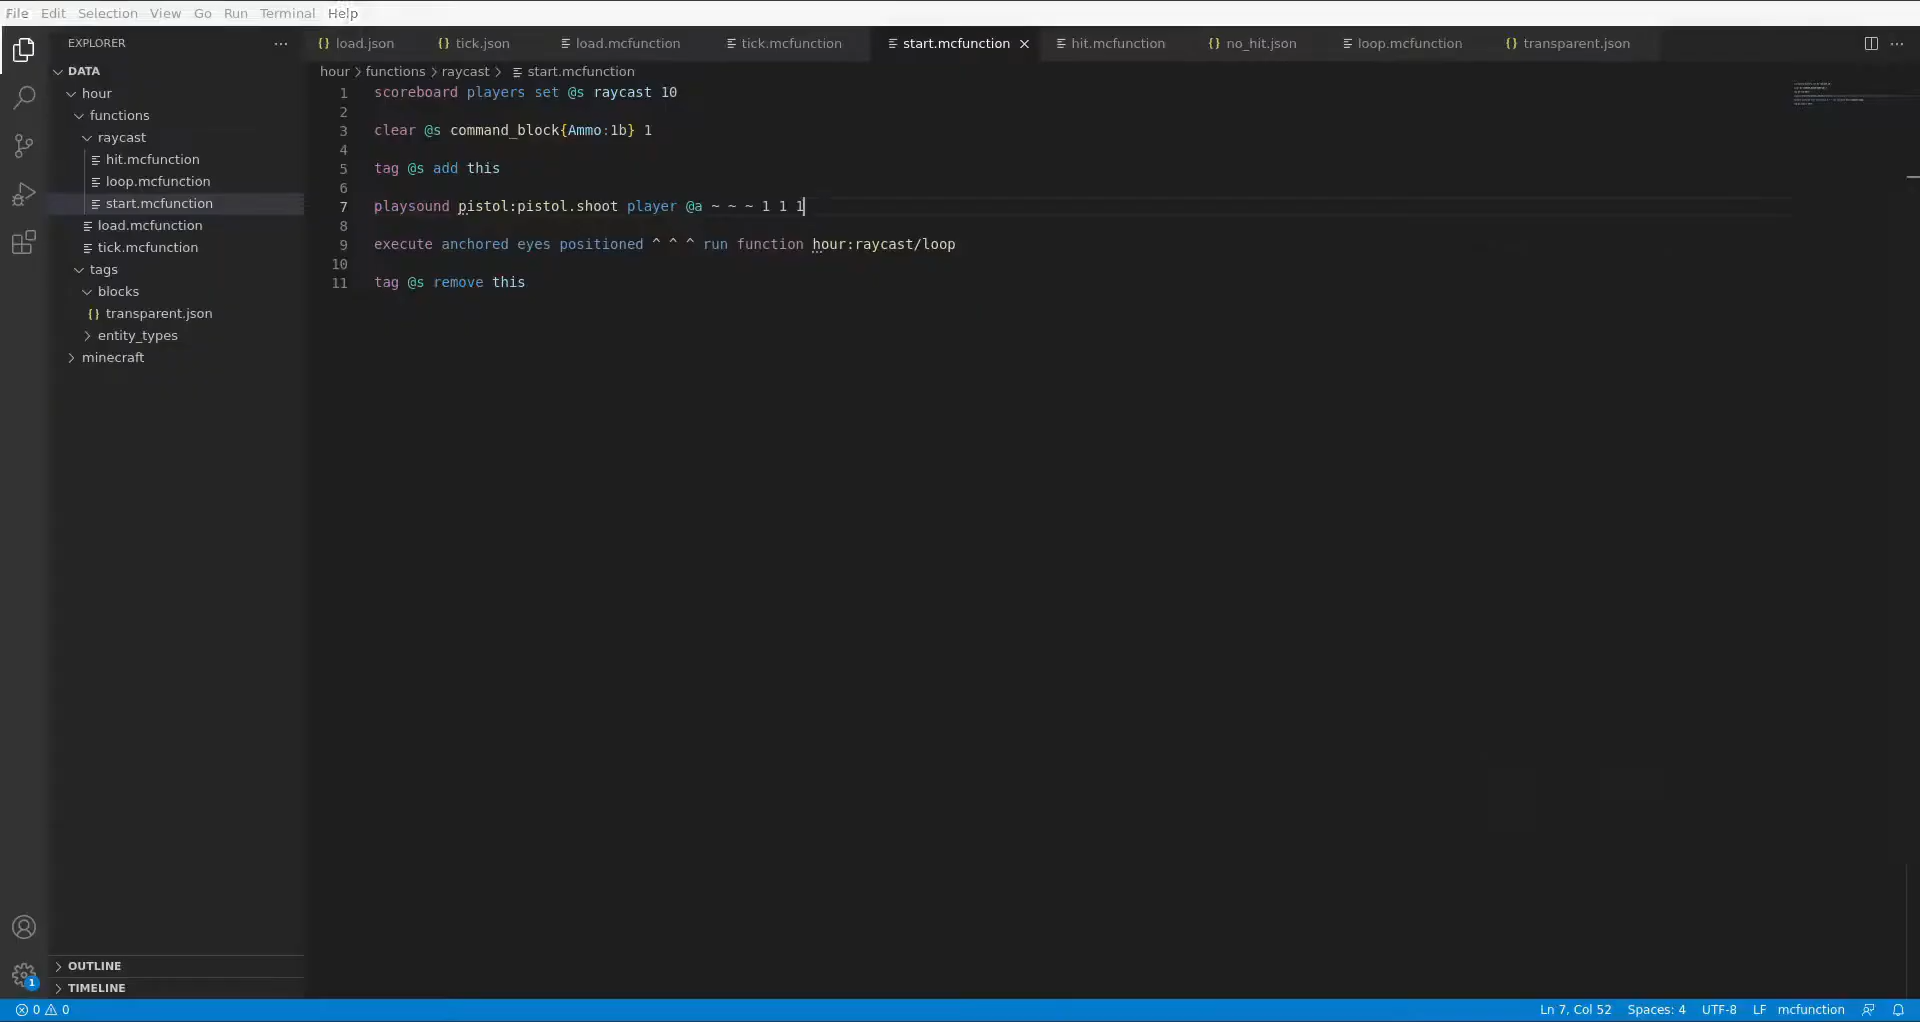 File Edit Selection View Go Run Terminal Help
EXPLORER
load.json tick.json load.mcfunction tick.mcfunction start.mcfunction hit.mcfunction no_hit.json loop.mcfunction transparent.json
DATA
hour
functions
raycast
hit.mcfunction
loop.mcfunction
start.mcfunction
load.mcfunction
tick.mcfunction
tags
blocks
transparent.json
entity_types
minecraft
OUTLINE
TIMELINE
hour functions raycast start.mcfunction
1 scoreboard players set @s raycast 10
2
3 clear @s command_block{Ammo:1b} 1
4
5 tag @s add this
6
7 playsound pistol:pistol.shoot player @a ~ ~ ~ 1 1 1
8
9 execute anchored eyes positioned ^ ^ ^ run function hour:raycast/loop
10
11 tag @s remove this
1
0 0 Ln 7, Col 52 Spaces: 4 UTF-8 LF mcfunction